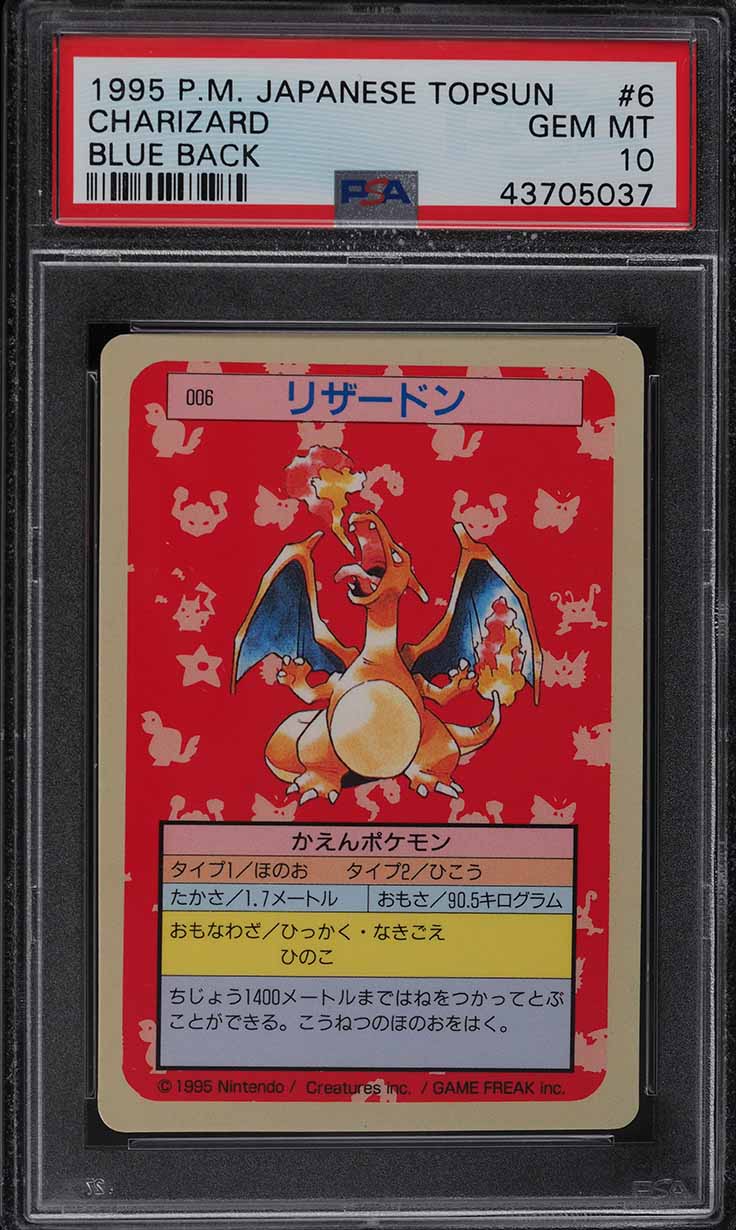 1995 P.M. JAPANESE TOPSUN #6
CHARIZARD GEM MT
BLUE BACK 10
PSA 43705037
006 リザードン
かえんポケモン
タイプ1/ほのお タイプ2/ひこう
たかさ/1.7メートル おもさ/90.5キログラム
おもなわざ/ひっかく・なきごえ
ひのこ
ちじょう1400メートルまではねをつかってとぶ
ことができる。こうねつのほのおをはく。
©1995 Nintendo / Creatures inc. / GAME FREAK inc.
PSA